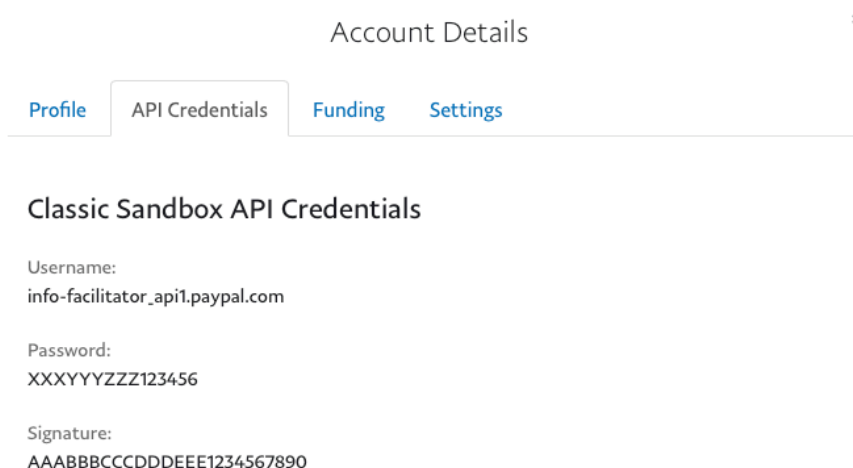 Account Details
Profile API Credentials Funding Settings
Classic Sandbox API Credentials
Username:
info-facilitator_api1.paypal.com
Password:
XXXYYYZZZ123456
Signature:
AAABBBCCCDDDEEE1234567890